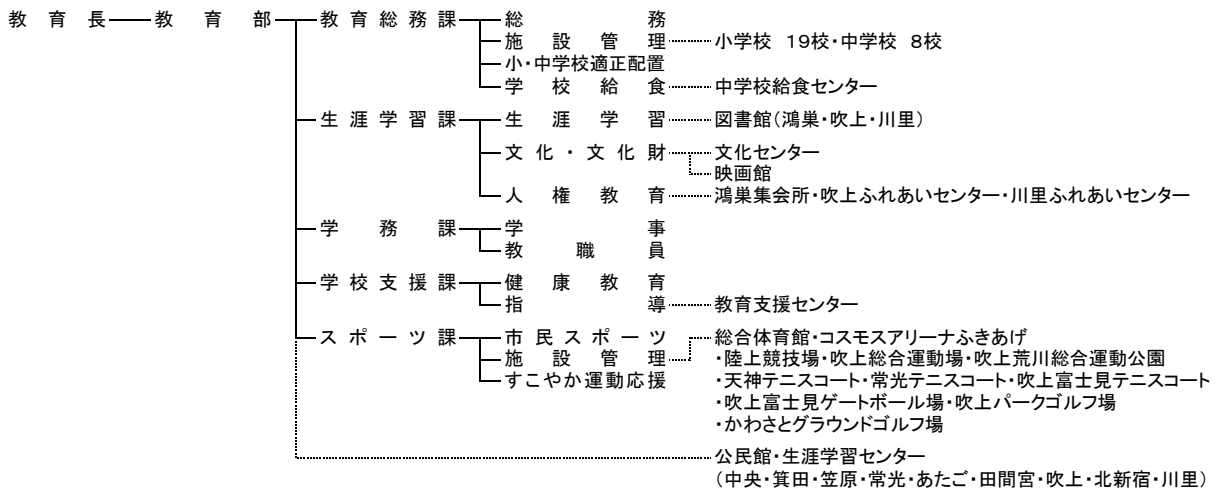 教育長 教育部 教育総務課 総務
施設管理 小学校 19校・中学校 8校
小・中学校適正配置
学校給食 中学校給食センター
生涯学習課 生涯学習 図書館(鴻巣・吹上・川里)
文化・文化財 文化センター
映画館
人権教育 鴻巣集会所・吹上ふれあいセンター・川里ふれあいセンター
学務課 学事
教職員
学校支援課 健康教育
指導 教育支援センター
スポーツ課 市民スポーツ 総合体育館・コスモスアリーナふきあげ
施設管理 ・陸上競技場・吹上総合運動場・吹上荒川総合運動公園
すこやか運動応援 ・天神テニスコート・常光テニスコート・吹上富士見テニスコート
・吹上富士見ゲートボール場・吹上パークゴルフ場
・かわさとグラウンドゴルフ場
公民館・生涯学習センター
(中央・箕田・笠原・常光・あたご・田間宮・吹上・北新宿・川里)